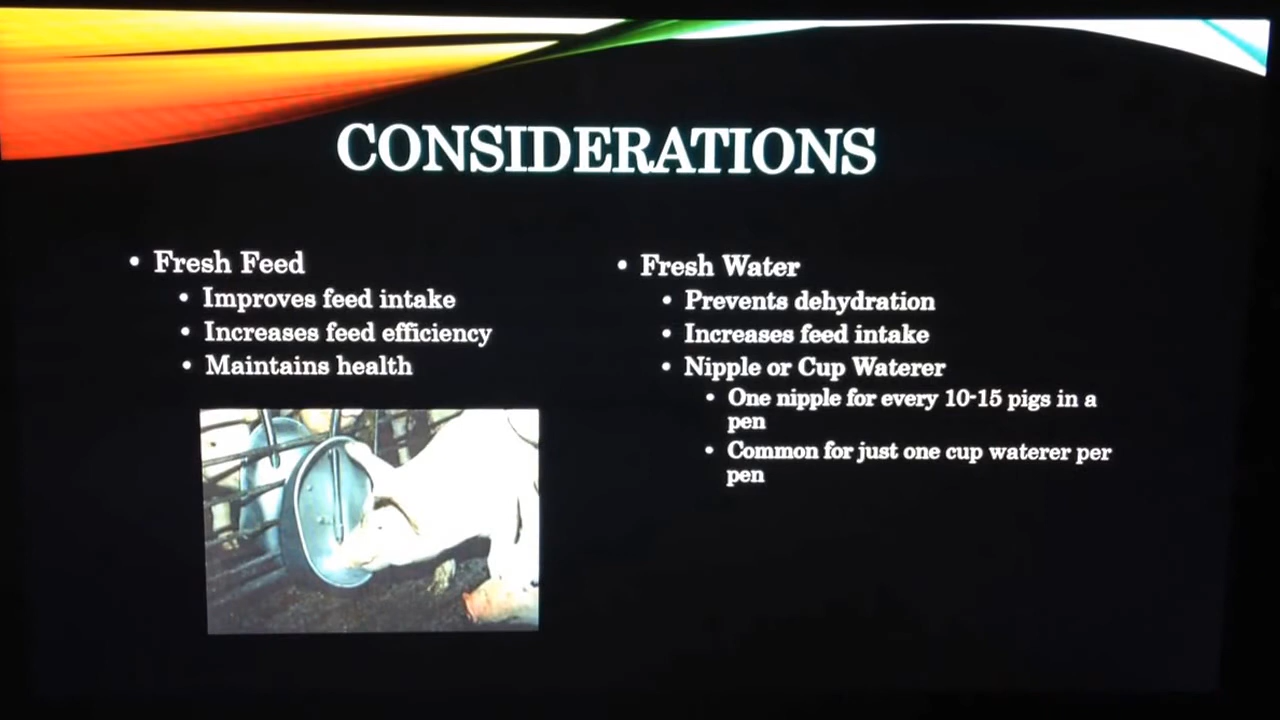 CONSIDERATIONS
• Fresh Feed
• Improves feed intake
• Increases feed efficiency
• Maintains health
• Fresh Water
• Prevents dehydration
• Increases feed intake
• Nipple or Cup Waterer
• One nipple for every 10-15 pigs in a
pen
• Common for just one cup waterer per
pen